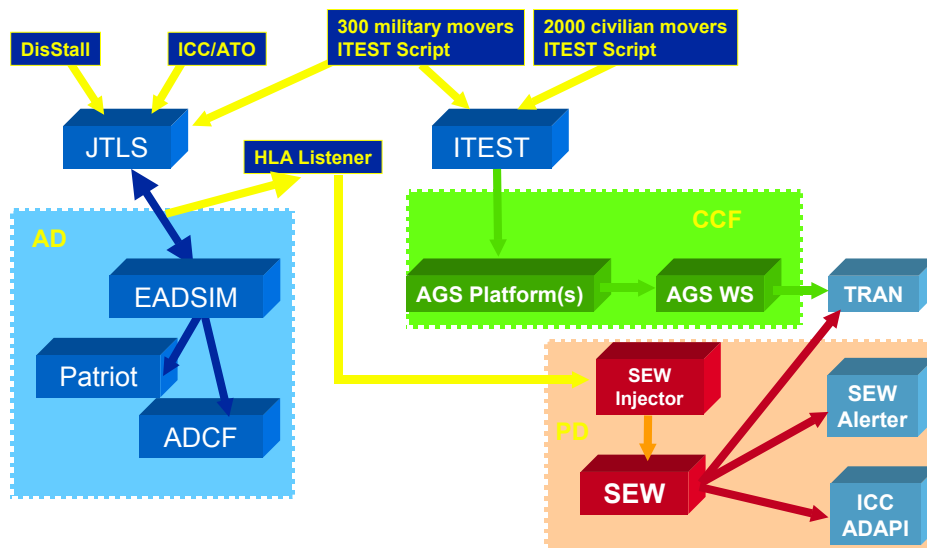 DisStall
ICC/ATO
300 military movers
ITEST Script
2000 civilian movers
ITEST Script
JTLS
HLA Listener
ITEST
AD
CCF
EADSIM
AGS Platform(s)
AGS WS
TRAN
Patriot
ADCF
SEW
Injector
SEW
Alerter
PD
SEW
ICC
ADAPI